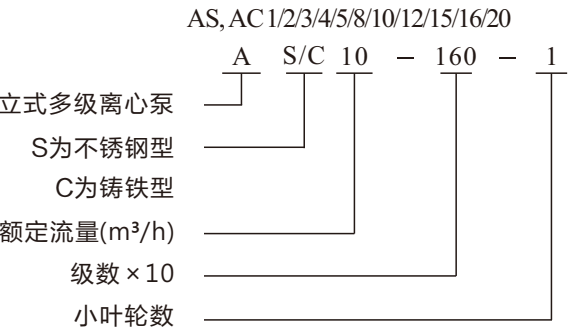 AS, AC 1/2/3/4/5/8/10/12/15/16/20
A S/C 10 – 160 – 1
立式多级离心泵
S为不锈钢型
C为铸铁型
额定流量(m³/h)
级数×10
小叶轮数